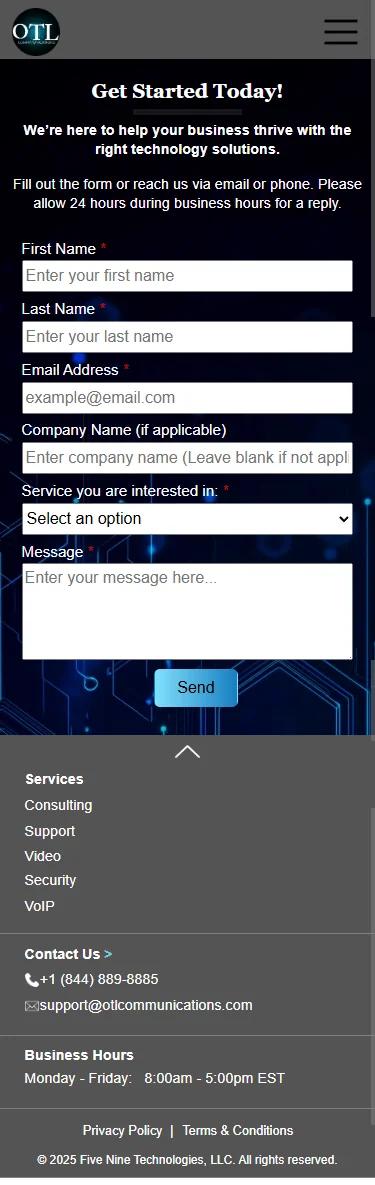 OTL
Get Started Today!
We're here to help your business thrive with the
right technology solutions.
Fill out the form or reach us via email or phone. Please
allow 24 hours during business hours for a reply.
First Name *
Enter your first name
Last Name *
Enter your last name
Email Address *
example@email.com
Company Name (if applicable)
Enter company name (Leave blank if not appli
Service you are interested in: *
Select an option
Message *
Enter your message here...
Send
Services
Consulting
Support
Video
Security
VoIP
Contact Us >
+1 (844) 889-8885
support@otlcommunications.com
Business Hours
Monday - Friday: 8:00am - 5:00pm EST
Privacy Policy | Terms & Conditions
© 2025 Five Nine Technologies, LLC. All rights reserved.